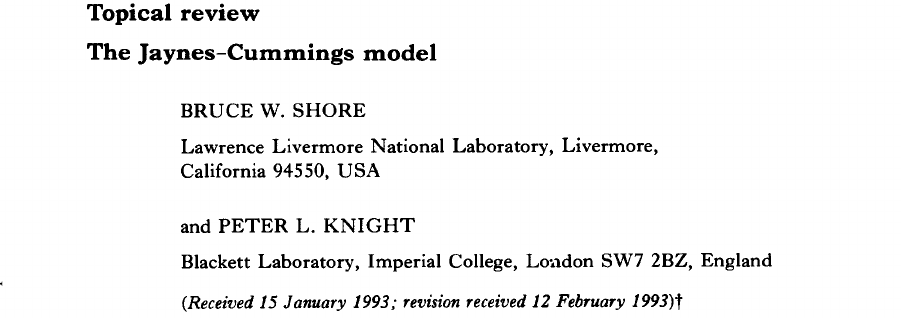 Topical review
The Jaynes–Cummings model
BRUCE W. SHORE
Lawrence Livermore National Laboratory, Livermore,
California 94550, USA
and PETER L. KNIGHT
Blackett Laboratory, Imperial College, London SW7 2BZ, England
(Received 15 January 1993; revision received 12 February 1993)†